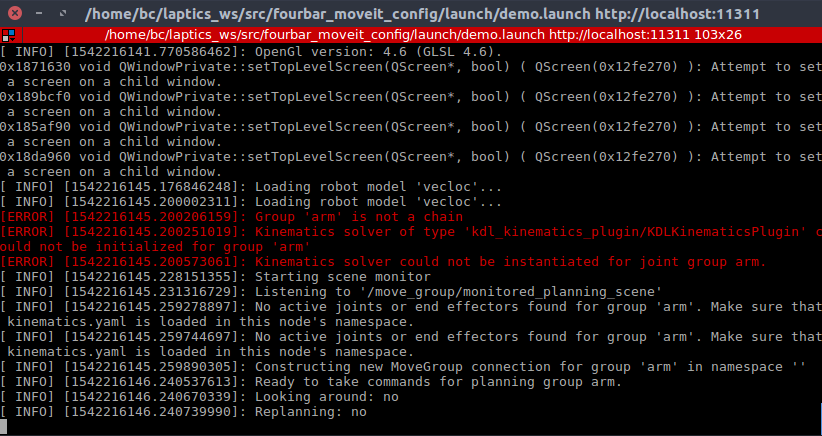 /home/bc/laptics_ws/src/fourbar_moveit_config/launch/demo.launch http://localhost:11311
/home/bc/laptics_ws/src/fourbar_moveit_config/launch/demo.launch http://localhost:11311 103x26
[ INFO] [1542216141.770586462]: OpenGl version: 4.6 (GLSL 4.6).
0x1871630 void QWindowPrivate::setTopLevelScreen(QScreen*, bool) ( QScreen(0x12fe270) ): Attempt to set
 a screen on a child window.
0x189bcf0 void QWindowPrivate::setTopLevelScreen(QScreen*, bool) ( QScreen(0x12fe270) ): Attempt to set
 a screen on a child window.
0x185af90 void QWindowPrivate::setTopLevelScreen(QScreen*, bool) ( QScreen(0x12fe270) ): Attempt to set
 a screen on a child window.
0x18da960 void QWindowPrivate::setTopLevelScreen(QScreen*, bool) ( QScreen(0x12fe270) ): Attempt to set
 a screen on a child window.
[ INFO] [1542216145.176846248]: Loading robot model 'vecloc'...
[ INFO] [1542216145.200002311]: Loading robot model 'vecloc'...
[ERROR] [1542216145.200206159]: Group 'arm' is not a chain
[ERROR] [1542216145.200251019]: Kinematics solver of type 'kdl_kinematics_plugin/KDLKinematicsPlugin' c
ould not be initialized for group 'arm'
[ERROR] [1542216145.200573061]: Kinematics solver could not be instantiated for joint group arm.
[ INFO] [1542216145.228151355]: Starting scene monitor
[ INFO] [1542216145.231316729]: Listening to '/move_group/monitored_planning_scene'
[ INFO] [1542216145.259278897]: No active joints or end effectors found for group 'arm'. Make sure that
 kinematics.yaml is loaded in this node's namespace.
[ INFO] [1542216145.259744697]: No active joints or end effectors found for group 'arm'. Make sure that
 kinematics.yaml is loaded in this node's namespace.
[ INFO] [1542216145.259890305]: Constructing new MoveGroup connection for group 'arm' in namespace ''
[ INFO] [1542216146.240537613]: Ready to take commands for planning group arm.
[ INFO] [1542216146.240670339]: Looking around: no
[ INFO] [1542216146.240739990]: Replanning: no